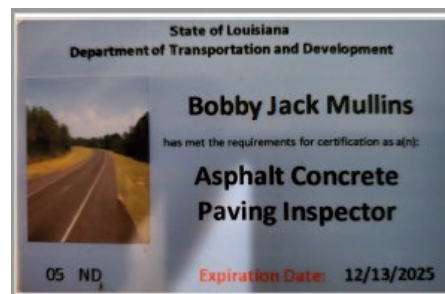 State of Louisiana
Department of Transportation and Development
Bobby Jack Mullins
has met the requirements for certification as a(n):
Asphalt Concrete
Paving Inspector
05 ND
Expiration Date: 12/13/2025